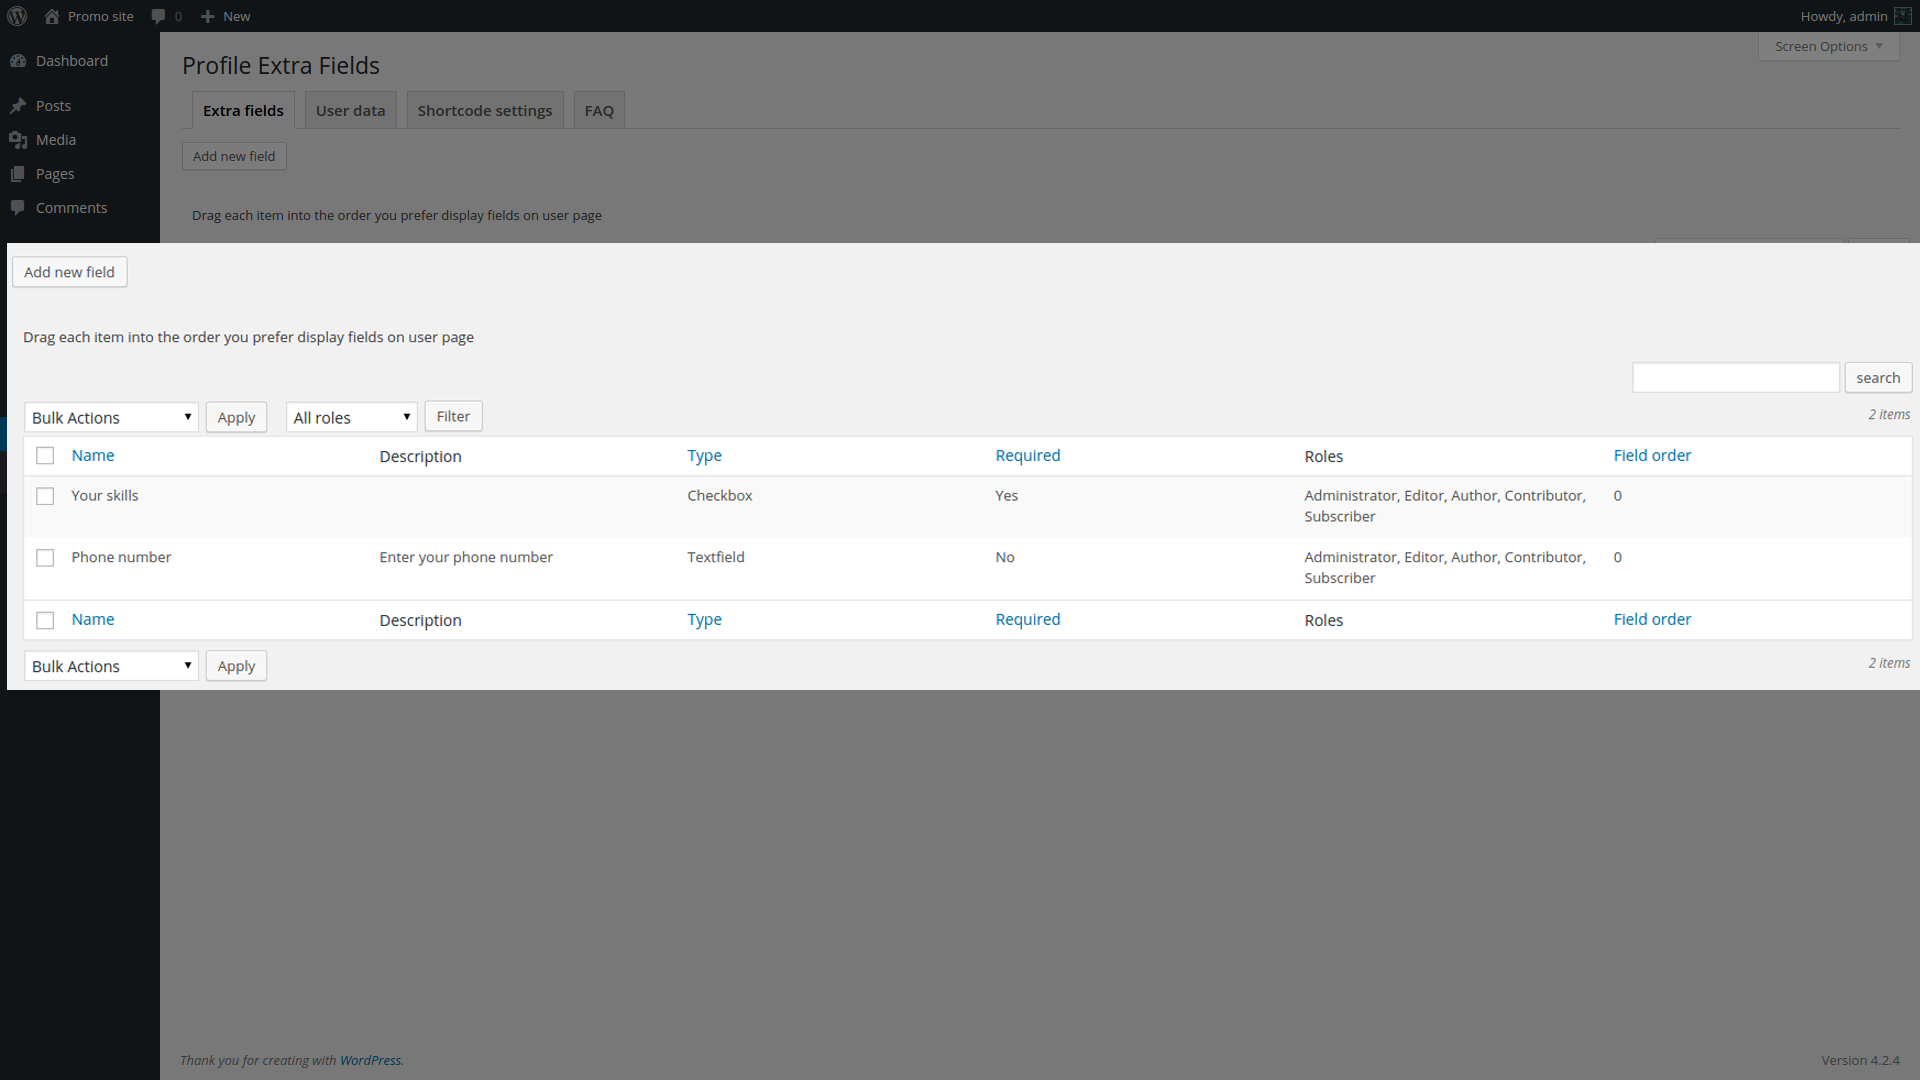 Promo site 0 New Howdy, admin
Screen Options
Dashboard
Posts
Media
Pages
Comments
Profile Extra Fields
Extra fields User data Shortcode settings FAQ
Add new field
Drag each item into the order you prefer display fields on user page
Add new field
Drag each item into the order you prefer display fields on user page
search
Bulk Actions Apply All roles Filter 2 items
Name Description Type Required Roles Field order
Your skills Checkbox Yes Administrator, Editor, Author, Contributor, 0
Subscriber
Phone number Enter your phone number Textfield No Administrator, Editor, Author, Contributor, 0
Subscriber
Name Description Type Required Roles Field order
Bulk Actions Apply 2 items
Thank you for creating with WordPress. Version 4.2.4